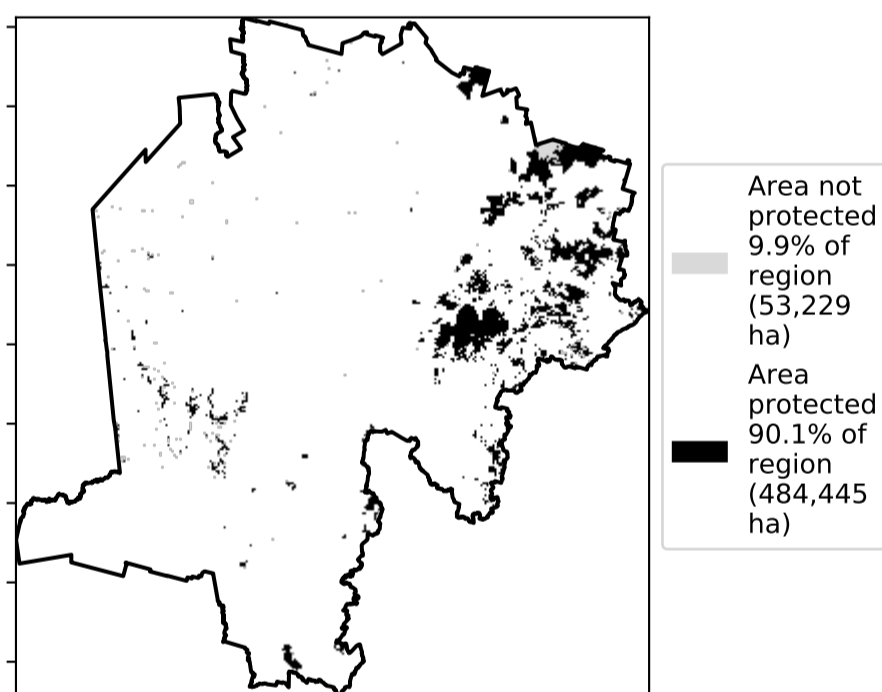 Area not
protected
9.9% of
region
(53,229
ha)
Area
protected
90.1% of
region
(484,445
ha)